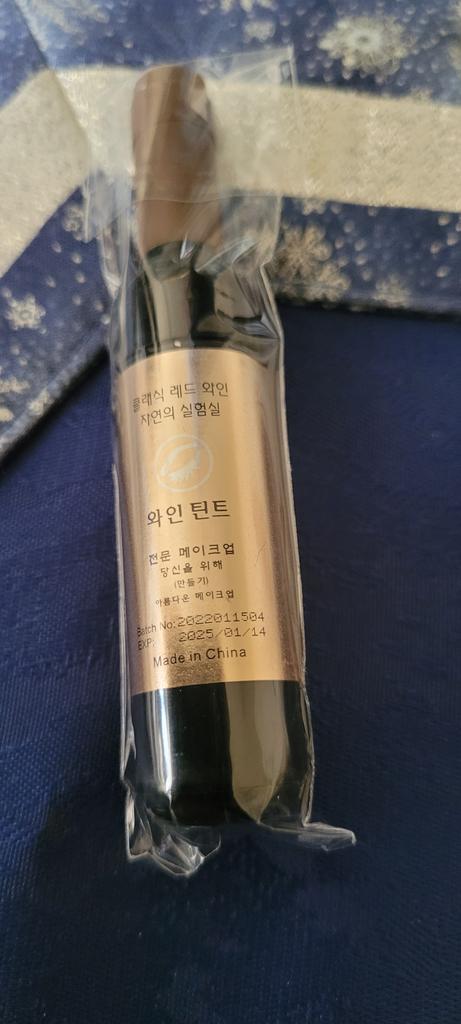 클래식 레드 와인
자연의 실험실
와인 틴트
전문 메이크업
당신을 위해
(만들기)
아름다운 메이크업
Batch No:2022011504
EXP: 2025/01/14
Made in China